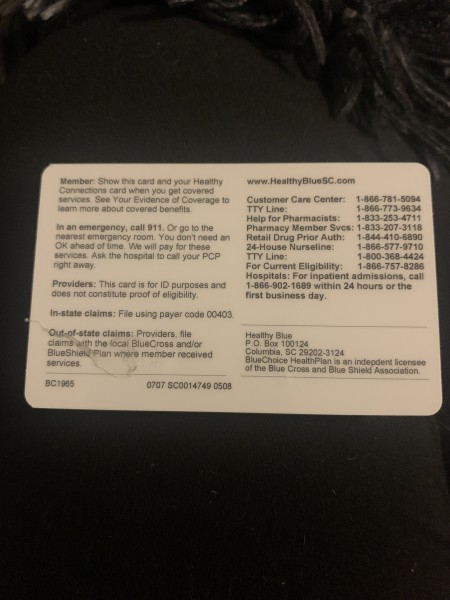 Member: Show this card and your Healthy
Connections card when you get covered
services. See Your Evidence of Coverage to
learn more about covered benefits.
In an emergency, call 911. Or go to the
nearest emergency room. You don't need an
OK ahead of time. We will pay for these
services. Ask the hospital to call your PCP
right away.
Providers: This card is for ID purposes and
does not constitute proof of eligibility.
In-state claims: File using payer code 00403.
Out-of-state claims: Providers, file
claims with the local BlueCross and/or
BlueShield Plan where member received
services.
BC1965 0707 SC0014749 0508
www.HealthyBlueSC.com
Customer Care Center: 1-866-781-5094
TTY Line: 1-866-773-9634
Help for Pharmacists: 1-833-253-4711
Pharmacy Member Svcs: 1-833-207-3118
Retail Drug Prior Auth: 1-844-410-6890
24-House Nurseline: 1-866-577-9710
TTY Line: 1-800-368-4424
For Current Eligibility: 1-866-757-8286
Hospitals: For inpatient admissions, call
1-866-902-1689 within 24 hours or the
first business day.
Healthy Blue
P.O. Box 100124
Columbia, SC 29202-3124
BlueChoice HealthPlan is an indepdent licensee
of the Blue Cross and Blue Shield Association.